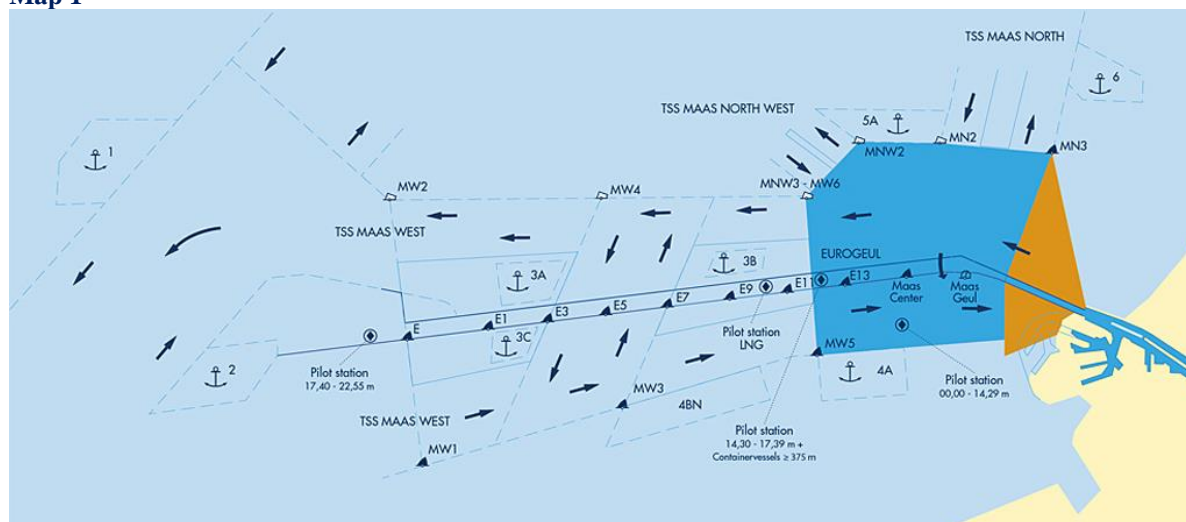 Map 1
TSS MAAS NORTH
6
TSS MAAS NORTH WEST
5A
MN2
MN3
MNW2
1
MW2
MW4
MNW3 - MW6
TSS MAAS WEST
EUROGEUL
3A
3B
E13
Maas
Center
Maas
Geul
E11
E9
E7
E5
E3
E1
E
3C
Pilot station
LNG
Pilot station
17,40 - 22,55 m
2
MW5
4A
Pilot station
00,00 - 14,29 m
MW3
4BN
TSS MAAS WEST
MW1
Pilot station
14,30 - 17,39 m +
Containervessels ≥ 375 m